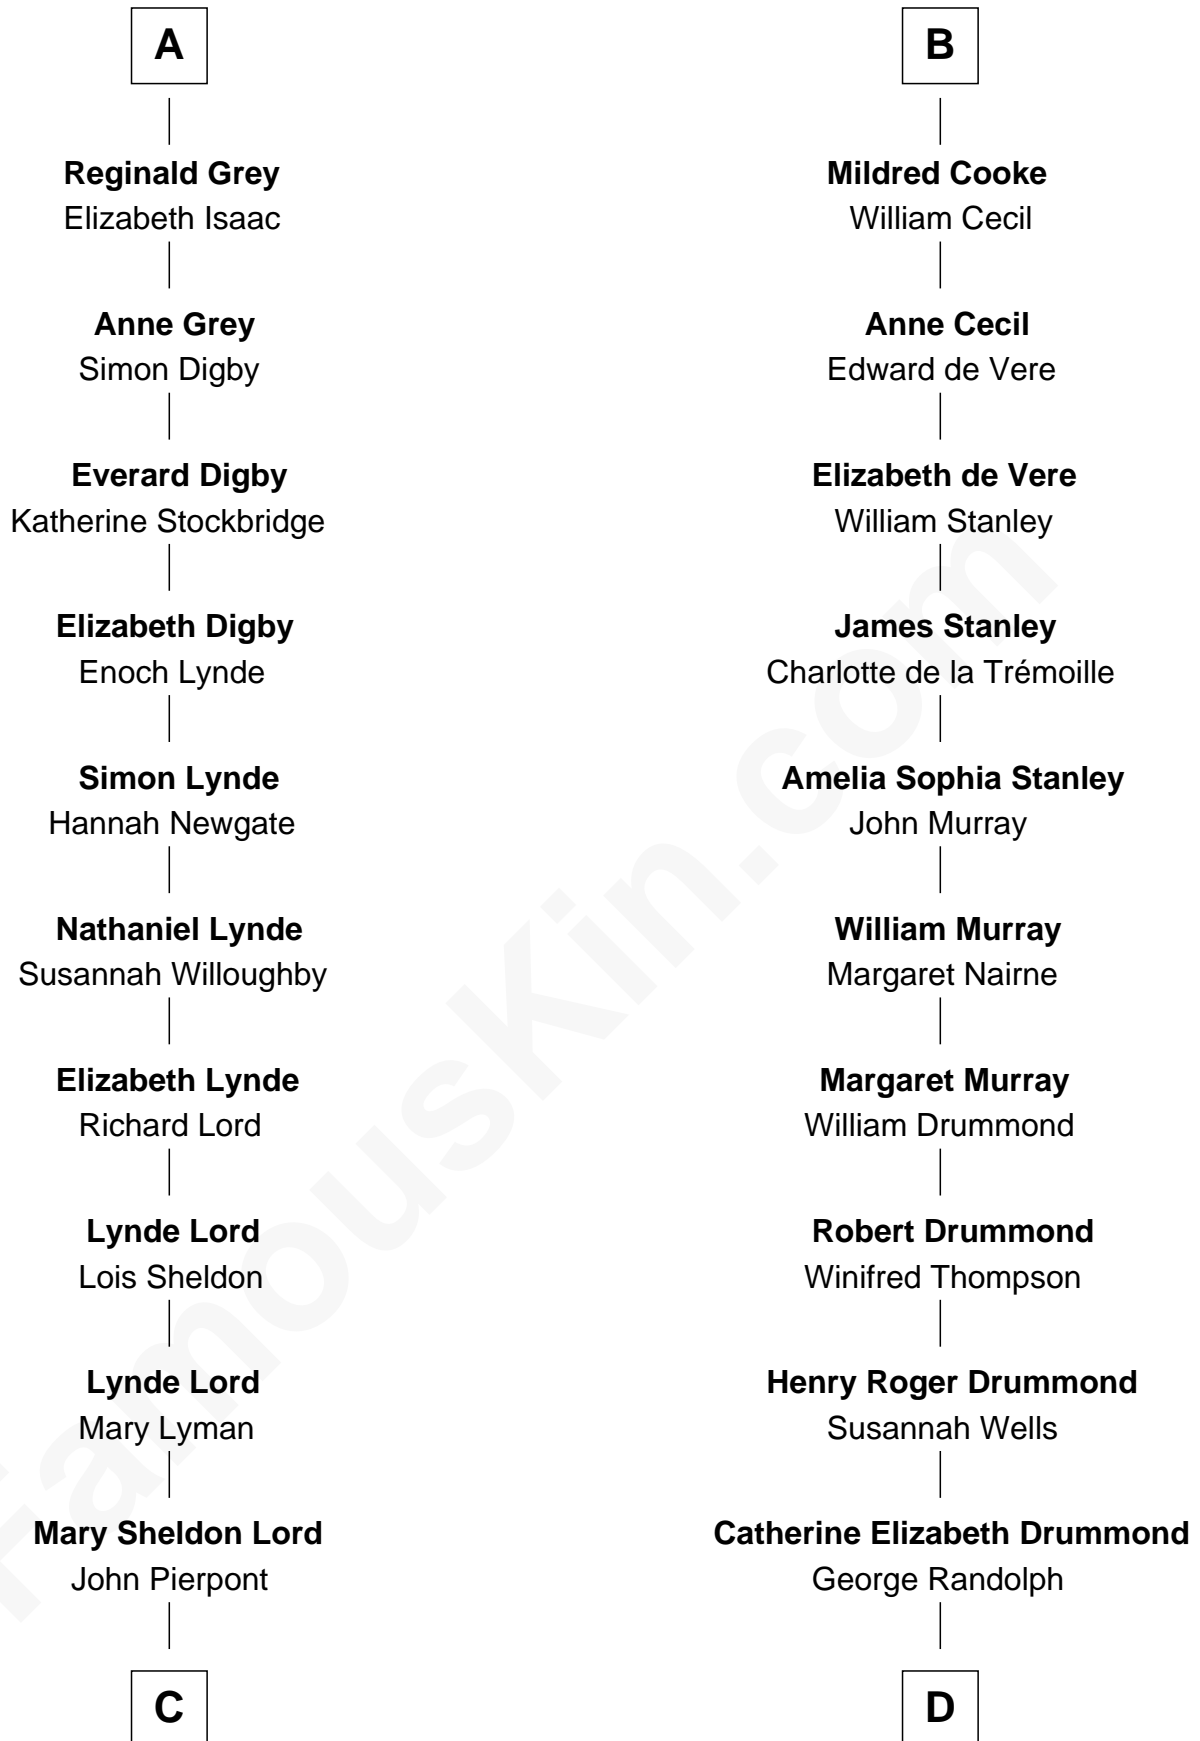 A
Reginald Grey
Elizabeth Isaac
Anne Grey
Simon Digby
Everard Digby
Katherine Stockbridge
Elizabeth Digby
Enoch Lynde
Simon Lynde
Hannah Newgate
Nathaniel Lynde
Susannah Willoughby
Elizabeth Lynde
Richard Lord
Lynde Lord
Lois Sheldon
Lynde Lord
Mary Lyman
Mary Sheldon Lord
John Pierpont
C
B
Mildred Cooke
William Cecil
Anne Cecil
Edward de Vere
Elizabeth de Vere
William Stanley
James Stanley
Charlotte de la Trémoille
Amelia Sophia Stanley
John Murray
William Murray
Margaret Nairne
Margaret Murray
William Drummond
Robert Drummond
Winifred Thompson
Henry Roger Drummond
Susannah Wells
Catherine Elizabeth Drummond
George Randolph
D
FamousKin.com